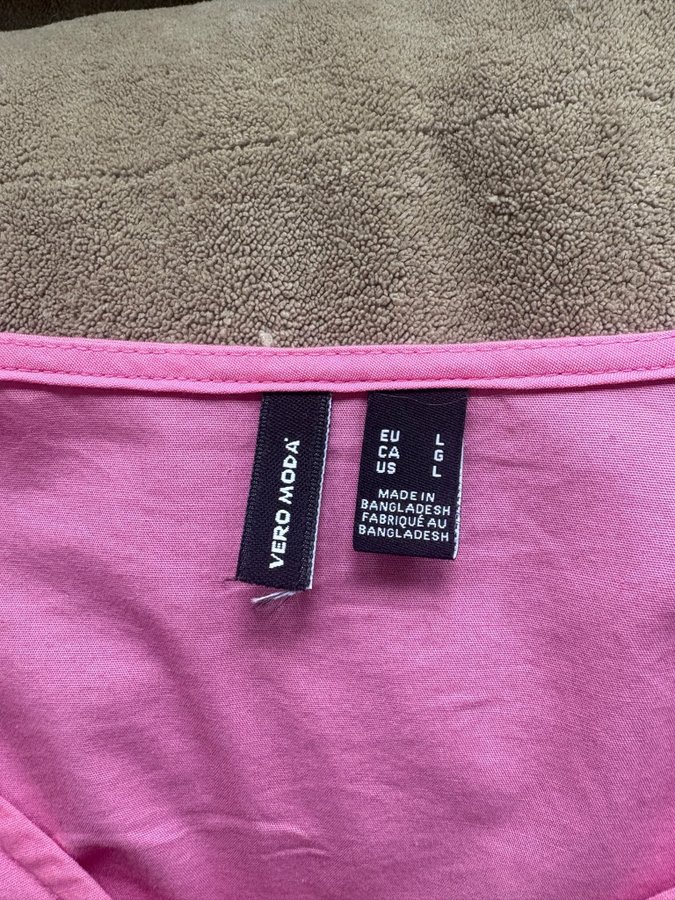 VERO MODA
EU L
CA G
US L
MADE IN
BANGLADESH
FABRIQUÉ AU
BANGLADESH